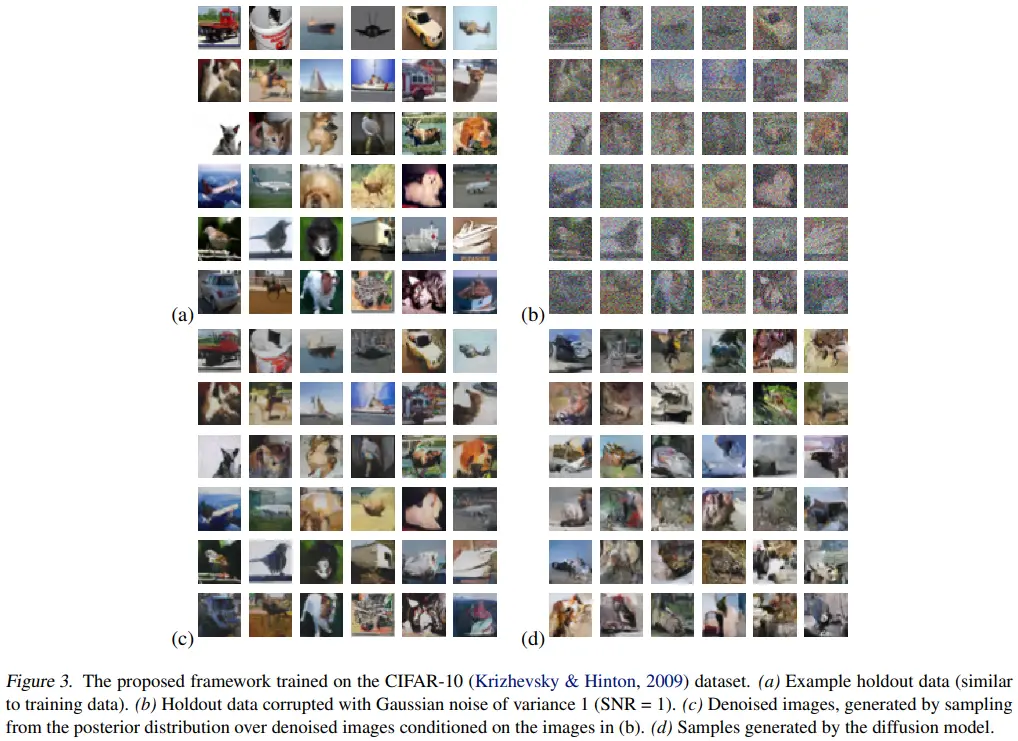 (a)
(b)
(c)
(d)
Figure 3. The proposed framework trained on the CIFAR-10 (Krizhevsky & Hinton, 2009) dataset. (a) Example holdout data (similar
to training data). (b) Holdout data corrupted with Gaussian noise of variance 1 (SNR = 1). (c) Denoised images, generated by sampling
from the posterior distribution over denoised images conditioned on the images in (b). (d) Samples generated by the diffusion model.